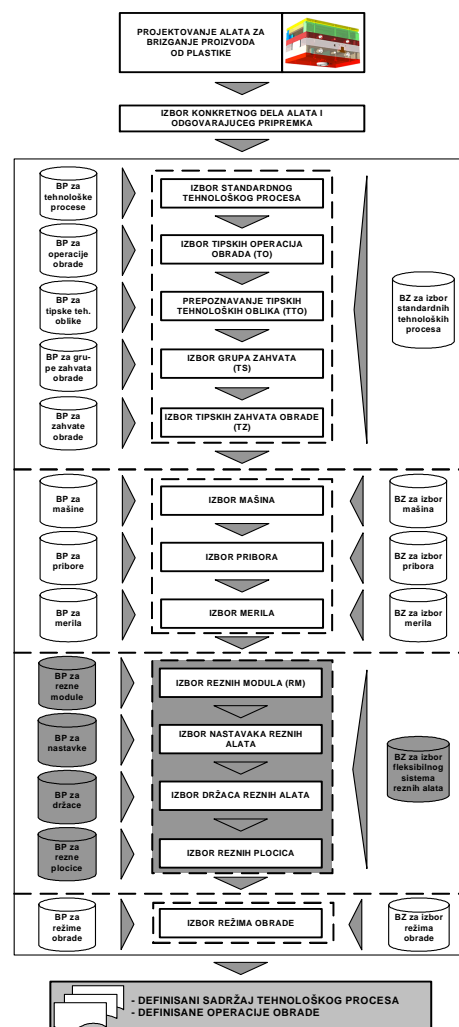 PROJEKTOVANJE ALATA ZA
BRIZGANJE PROIZVODA
OD PLASTIKE
IZBOR KONKRETNOG DELA ALATA I
ODGOVARAJUCEG PRIPREMKA
BP za
tehnološke
procese
IZBOR STANDARDNOG
TEHNOLOŠKOG PROCESA
BP za
operacije
obrade
IZBOR TIPSKIH OPERACIJA
OBRADA (TO)
BP za
tipske teh.
oblike
PREPOZNAVANJE TIPSKIH
TEHNOLOŠKIH OBLIKA (TTO)
BZ za izbor
standardnih
tehnoloških
procesa
BP za gru-
pe zahvata
obrade
IZBOR GRUPA ZAHVATA
(TS)
BP za
zahvate
obrade
IZBOR TIPSKIH ZAHVATA OBRADE
(TZ)
BP za
mašine
IZBOR MAŠINA
BZ za izbor
mašina
BP za
pribore
IZBOR PRIBORA
BZ za izbor
pribora
BP za
merila
IZBOR MERILA
BZ za izbor
merila
BP za
rezne
module
IZBOR REZNIH MODULA (RM)
BP za
nastavke
IZBOR NASTAVAKA REZNIH
ALATA
BZ za izbor
fleksibilnog
sistema
reznih alata
BP za
držace
IZBOR DRŽACA REZNIH ALATA
BP za
rezne
plocice
IZBOR REZNIH PLOCICA
BP za
režime
obrade
IZBOR REŽIMA OBRADE
BZ za izbor
režima
obrade
- DEFINISANI SADRŽAJ TEHNOLOŠKOG PROCESA
- DEFINISANE OPERACIJE OBRADE